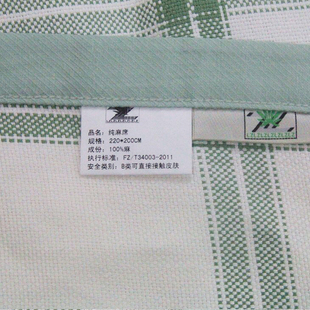 品名: 纯麻席
规格: 220*200CM
成份: 100%麻
执行标准: FZ/T34003-2011
安全类别: B类可直接接触皮肤